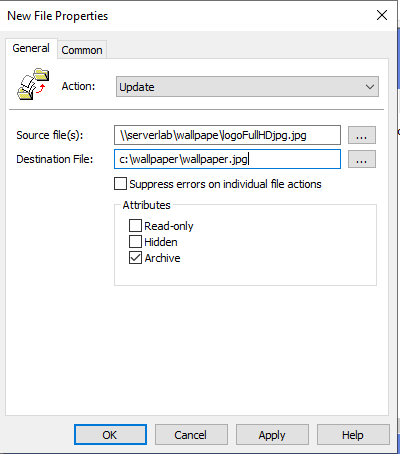 New File Properties
General Common
Action: Update
Source file(s): \\serverlab\wallpape\logoFullHDjpg.jpg ...
Destination File: c:\wallpaper\wallpaper.jpg ...
Suppress errors on individual file actions
Attributes
Read-only
Hidden
Archive
OK Cancel Apply Help